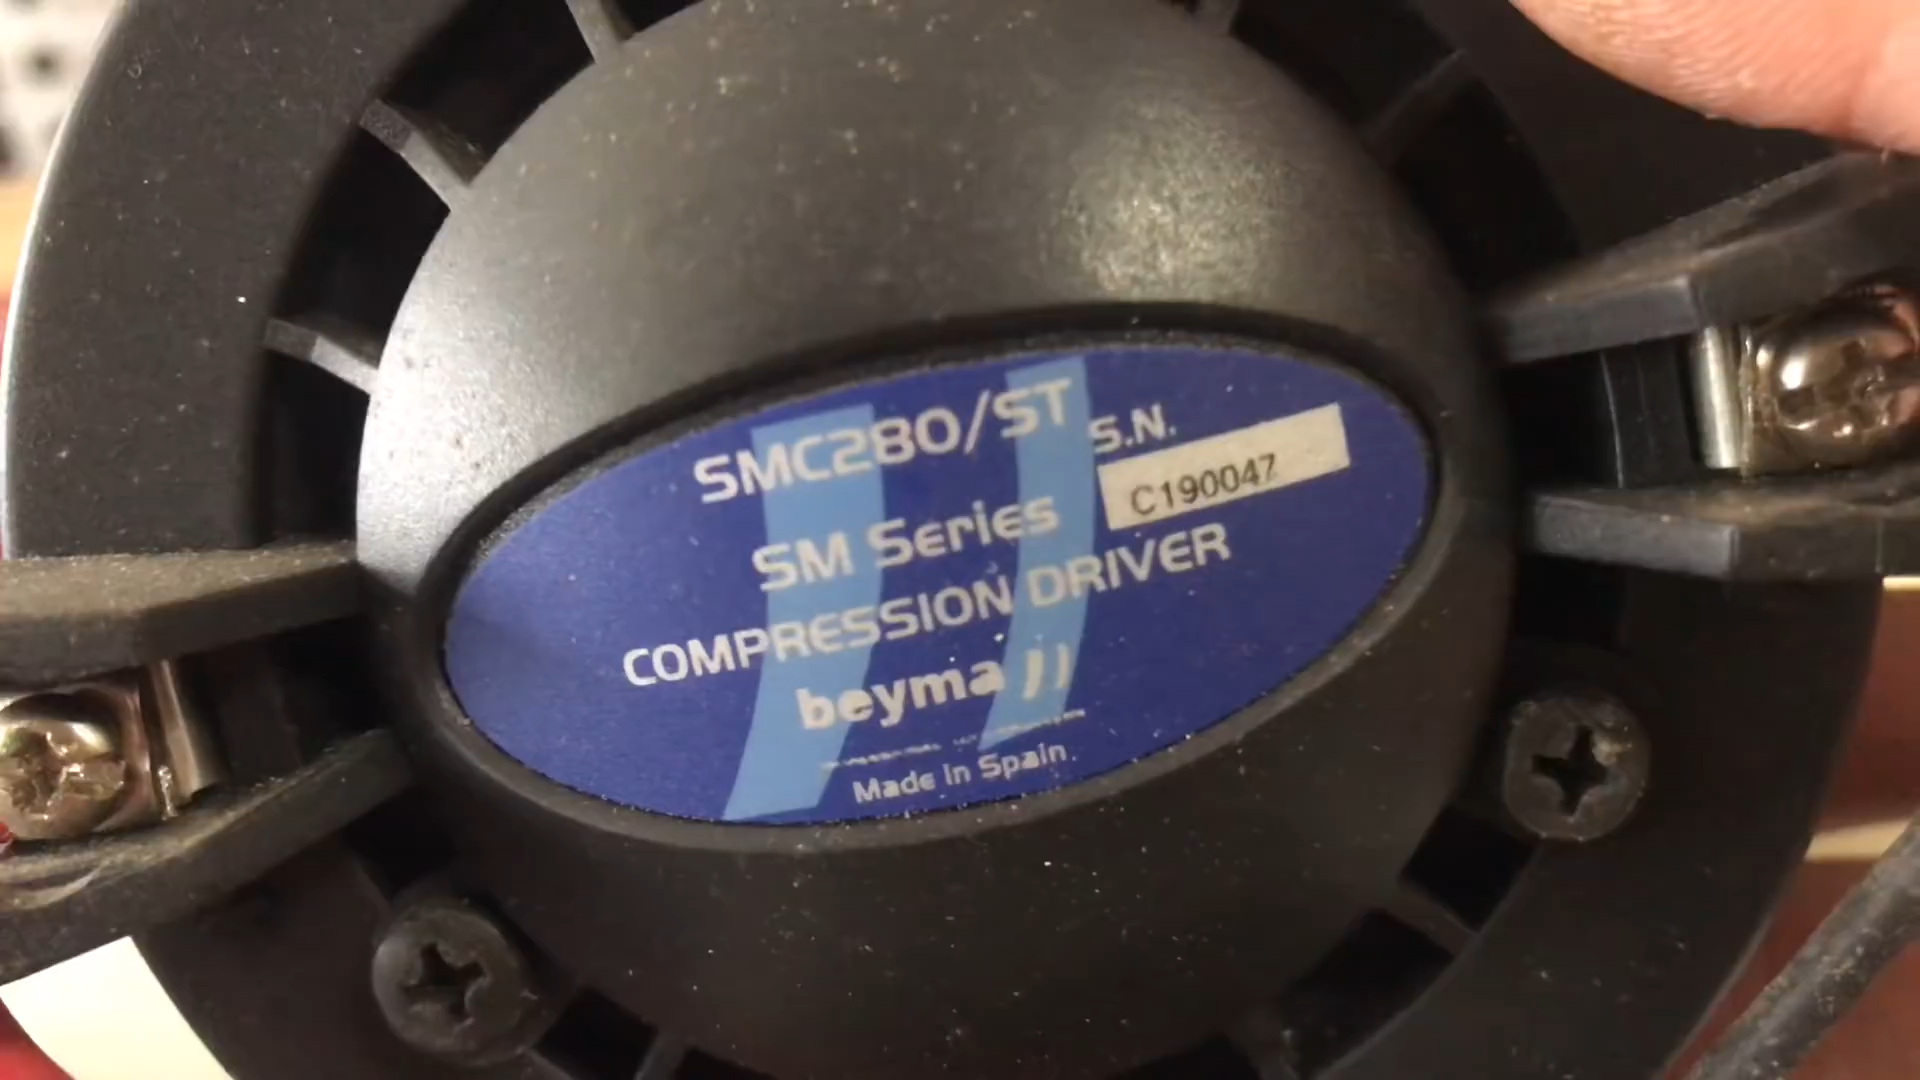 SMC280/ST
S.N.
C190047
SM Series
COMPRESSION DRIVER
beyma
Made in Spain